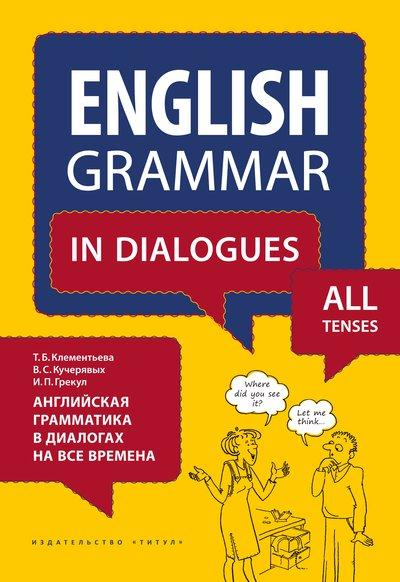 ENGLISH
GRAMMAR
IN DIALOGUES
ALL
TENSES
Т. Б. Клементьева
В. С. Кучерявых
И. П. Грекул
АНГЛИЙСКАЯ
ГРАММАТИКА
В ДИАЛОГАХ
НА ВСЕ ВРЕМЕНА
Where
did you see
it?
Let me
think...
ИЗДАТЕЛЬСТВО «ТИТУЛ»